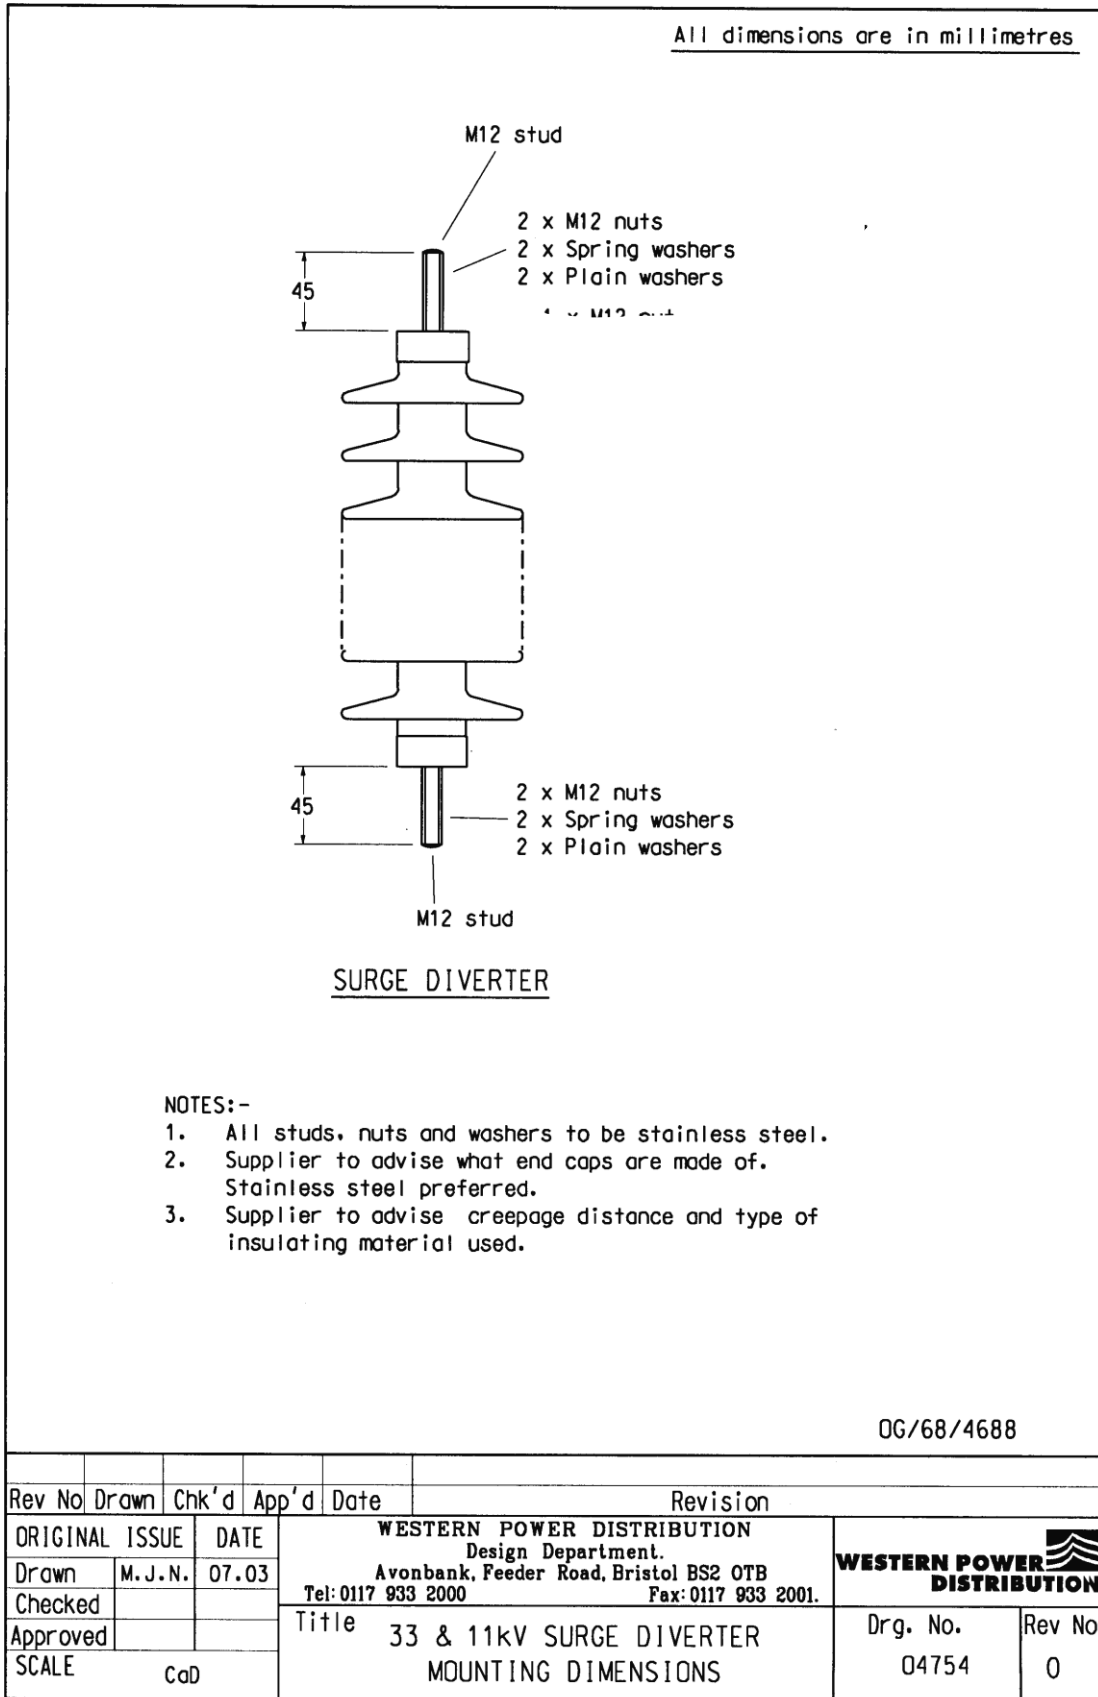 All dimensions are in millimetres
M12 stud
2 x M12 nuts
2 x Spring washers
2 x Plain washers
45
45
2 x M12 nuts
2 x Spring washers
2 x Plain washers
M12 stud
SURGE DIVERTER
NOTES:-
1. All studs, nuts and washers to be stainless steel.
2. Supplier to advise what end caps are made of.
Stainless steel preferred.
3. Supplier to advise creepage distance and type of
insulating material used.
OG/68/4688
Rev No Drawn Chk'd App'd Date Revision
ORIGINAL ISSUE DATE
Drawn M.J.N. 07.03
Checked
Approved
SCALE CaD
WESTERN POWER DISTRIBUTION
Design Department.
Avonbank, Feeder Road, Bristol BS2 0TB
Tel: 0117 933 2000 Fax: 0117 933 2001.
Title 33 & 11kV SURGE DIVERTER
MOUNTING DIMENSIONS
WESTERN POWER
DISTRIBUTION
Drg. No. Rev No
04754 0